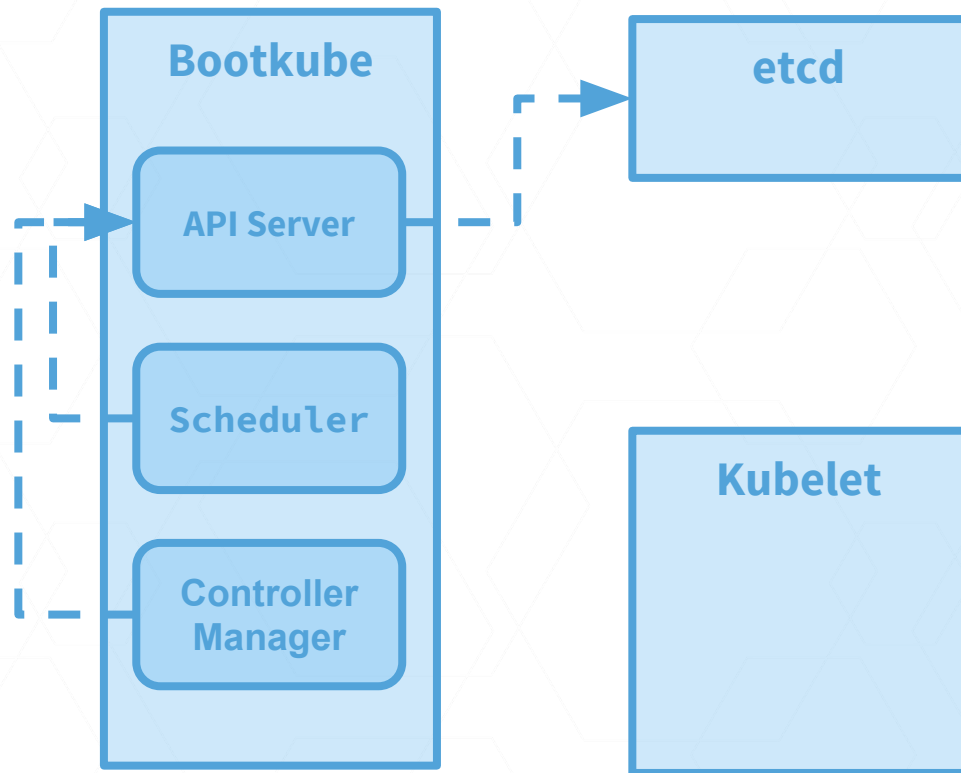 Bootkube
API Server
Scheduler
Controller
Manager
etcd
Kubelet